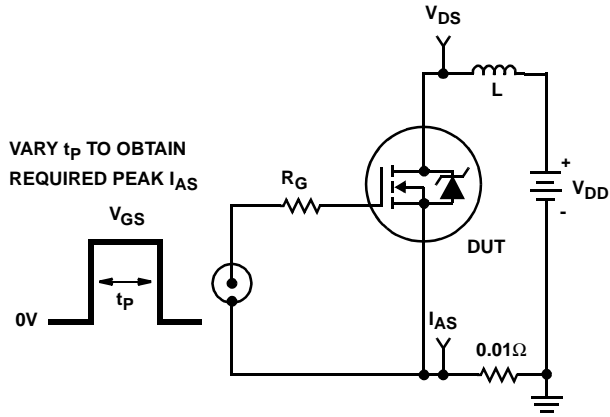 VDS
L
VARY tP TO OBTAIN
REQUIRED PEAK IAS
RG
+
VDD
-
VGS
DUT
tP
0V
IAS
0.01Ω